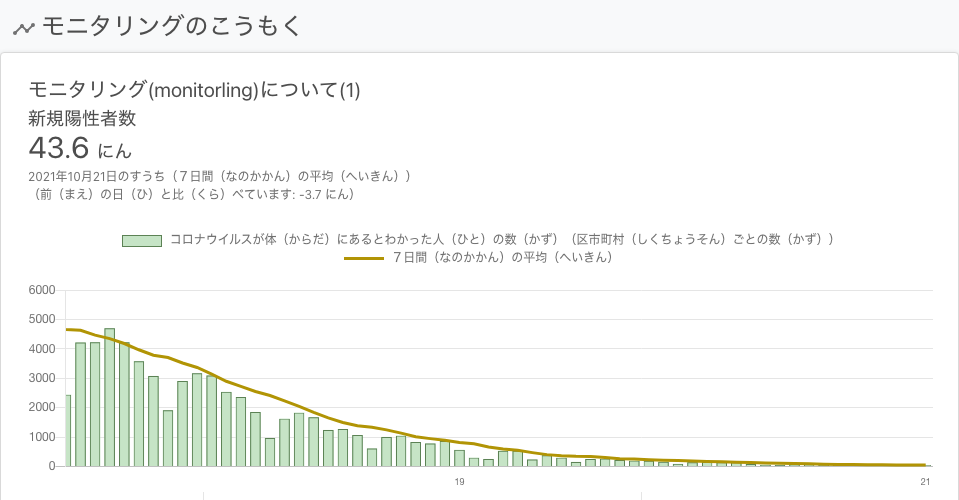 モニタリングのこうもく
モニタリング(monitorling)について(1)
新規陽性者数
43.6 にん
2021年10月21日のすうち（７日間（なのかかん）の平均（へいきん））
（前（まえ）の日（ひ）と比（くら）べています: -3.7 にん）
コロナウイルスが体（からだ）にあるとわかった人（ひと）の数（かず）（区市町村（しくちょうそん）ごとの数（かず））
７日間（なのかかん）の平均（へいきん）
6000
5000
4000
3000
2000
1000
0
19
21